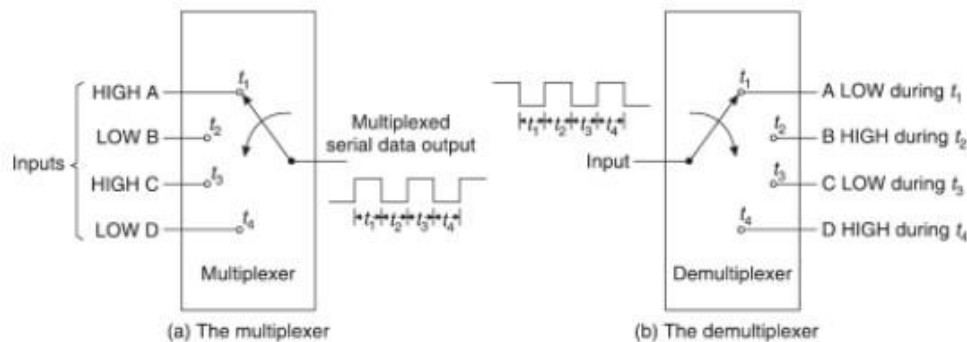 HIGH A
LOW B
Inputs
HIGH C
LOW D
t1
t2
t3
t4
Multiplexer
Multiplexed
serial data output
t1 t2 t3 t4
(a) The multiplexer
t1 t2 t3 t4
Input
t1
t2
t3
t4
Demultiplexer
A LOW during t1
B HIGH during t2
C LOW during t3
D HIGH during t4
(b) The demultiplexer